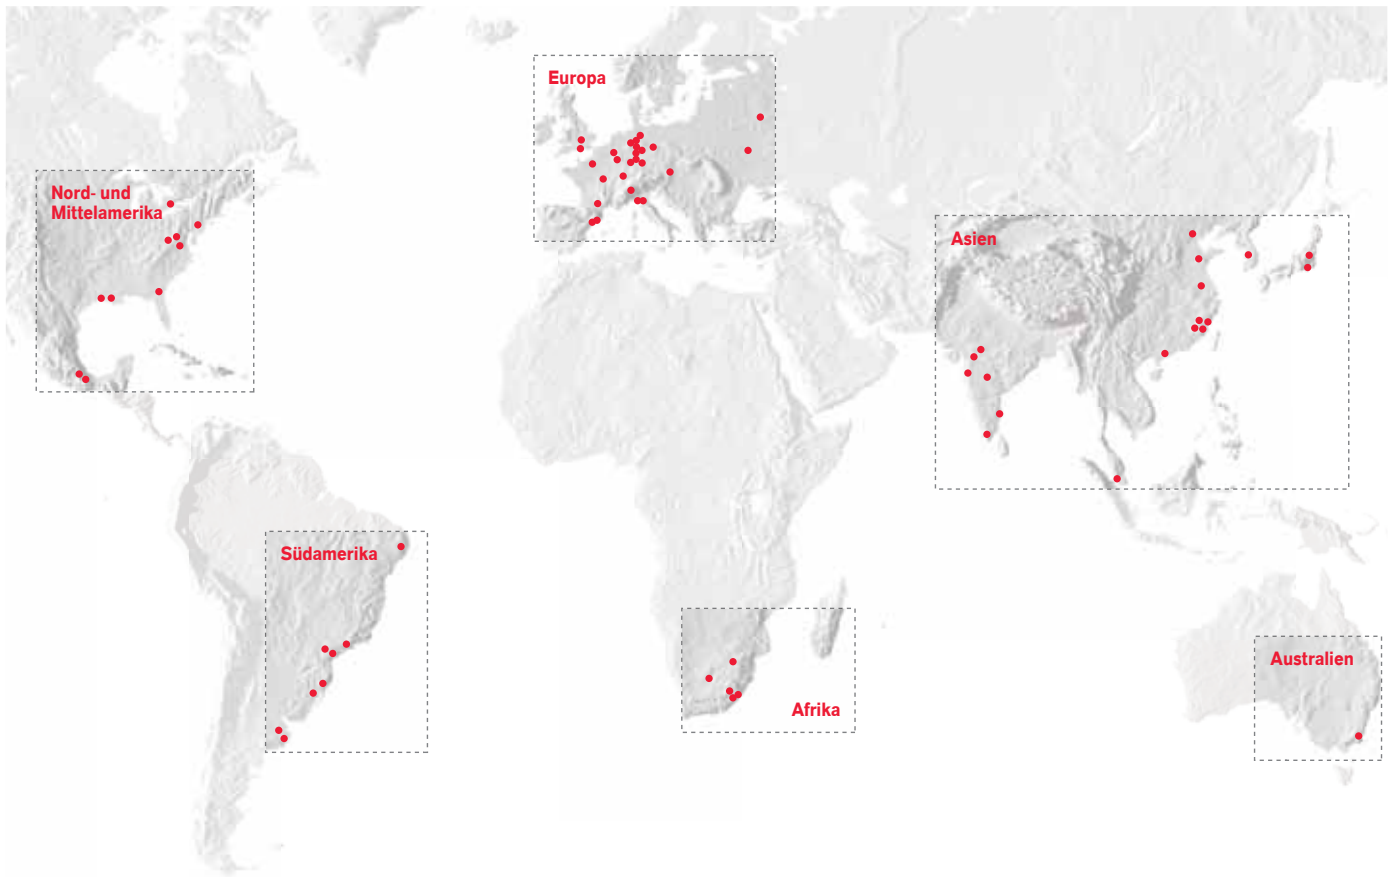 Europa
Nord- und
Mittelamerika
Asien
Südamerika
Australien
Afrika